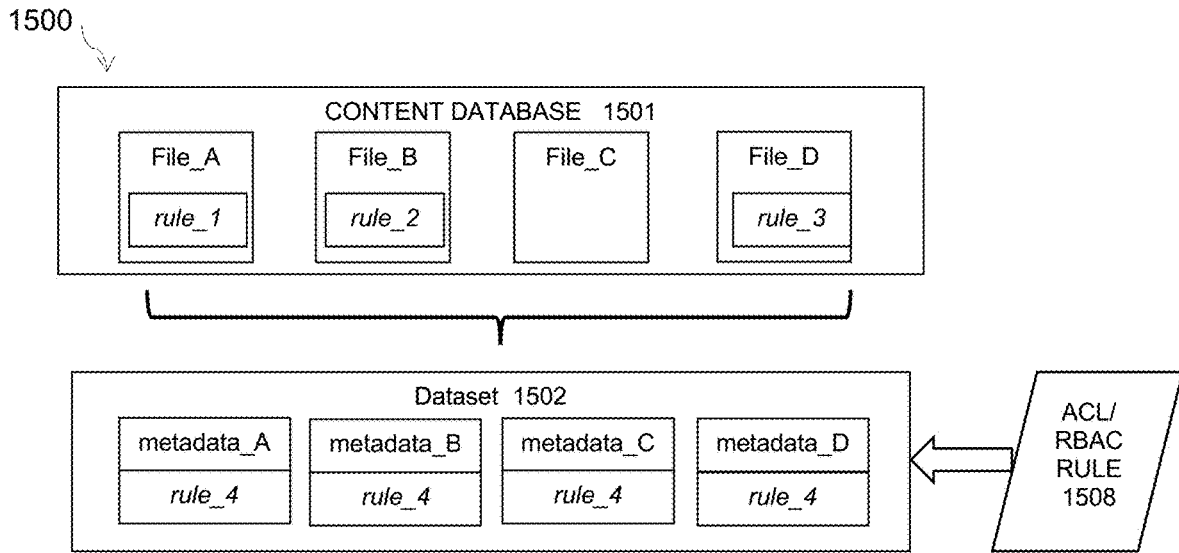 1500
CONTENT DATABASE 1501
File_A File_B File_C File_D
rule_1 rule_2 rule_3
Dataset 1502
metadata_A metadata_B metadata_C metadata_D
rule_4 rule_4 rule_4 rule_4
ACL/
RBAC
RULE
1508